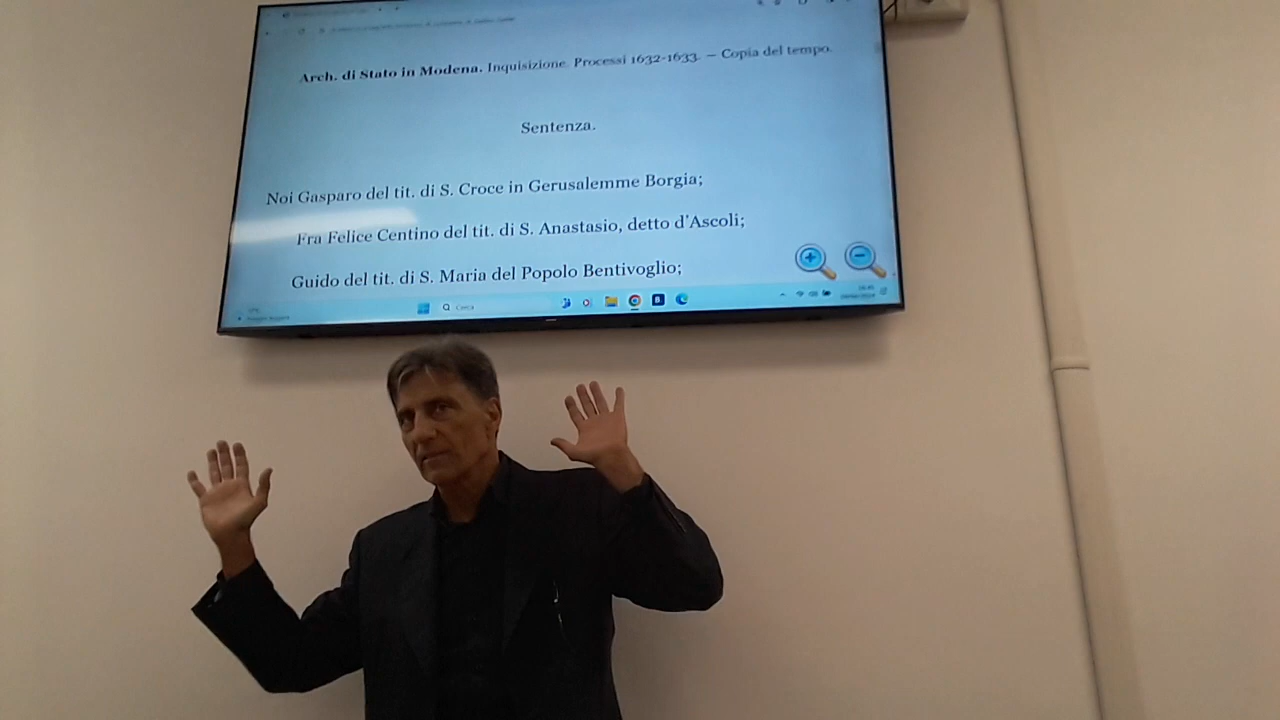 Arch. di Stato in Modena. Inquisizione. Processi 1632-1633. — Copia del tempo.
Sentenza.
Noi Gasparo del tit. di S. Croce in Gerusalemme Borgia;
Fra Felice Centino del tit. di S. Anastasio, detto d'Ascoli;
Guido del tit. di S. Maria del Popolo Bentivoglio;
Cerca